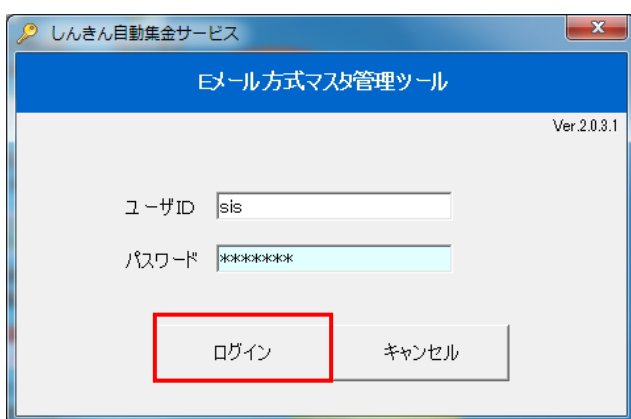 しんきん自動集金サービス
Eメール方式マスタ管理ツール
Ver.2.0.3.1
ユーザID sis
パスワード *******
ログイン キャンセル